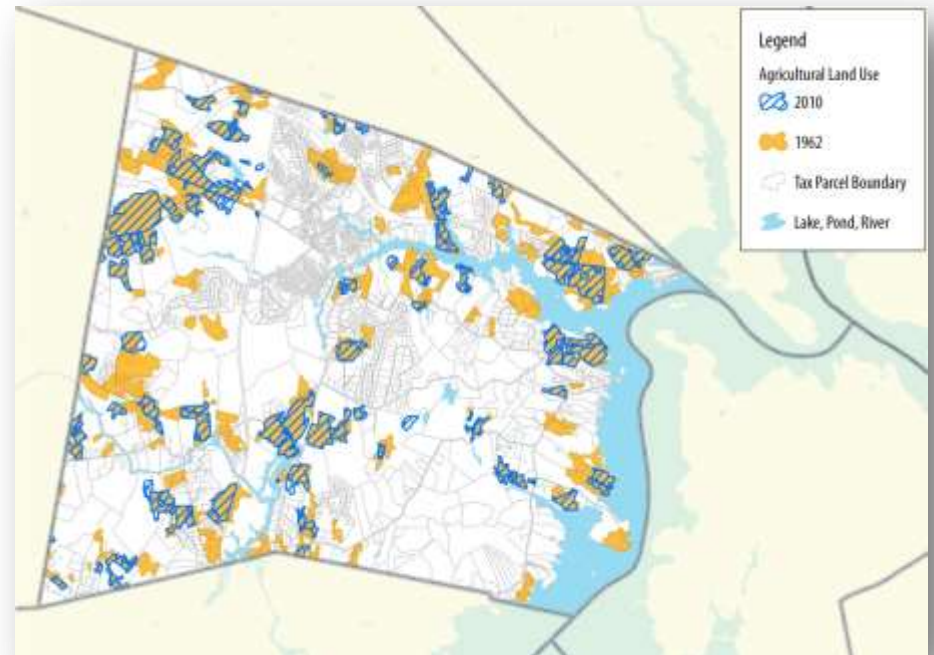 Legend
Agricultural Land Use
2010
1962
Tax Parcel Boundary
Lake, Pond, River